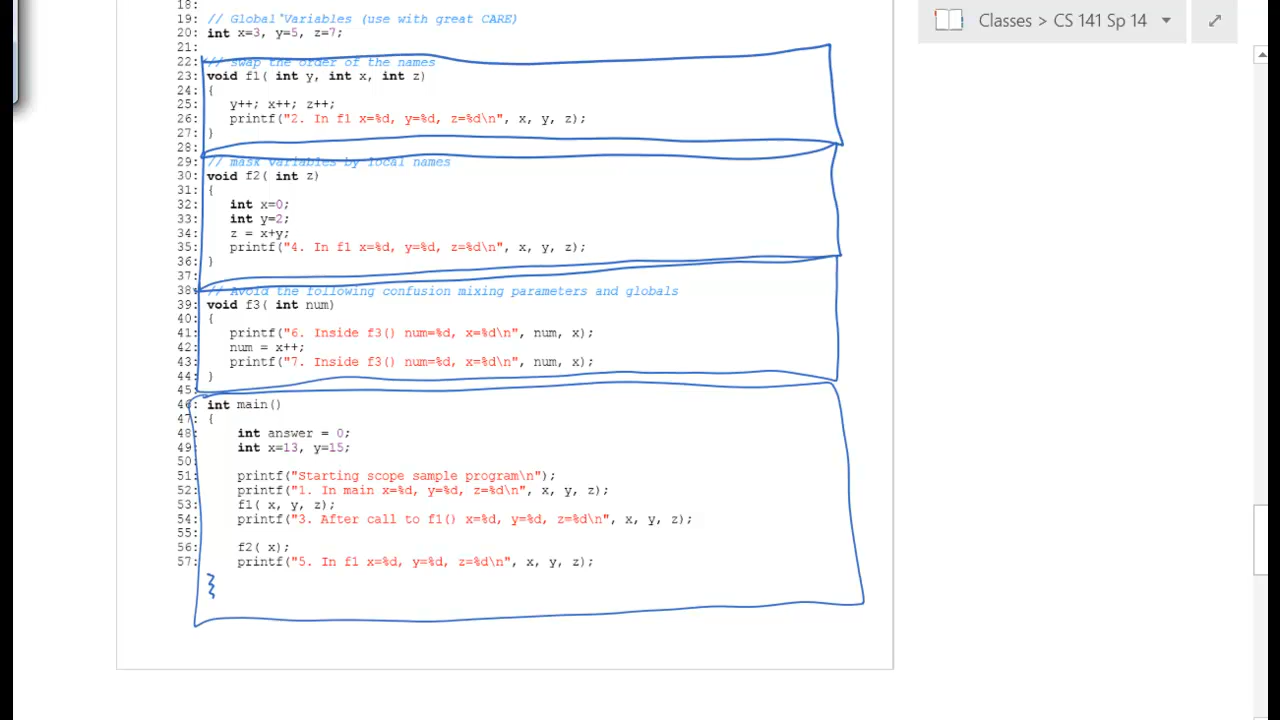 Classes > CS 141 Sp 14
18:
19: // Global Variables (use with great CARE)
20: int x=3, y=5, z=7;
21:
22: // swap the order of the names
23: void f1( int y, int x, int z)
24: {
25: y++; x++; z++;
26: printf("2. In f1 x=%d, y=%d, z=%d\n", x, y, z);
27: }
28:
29: // mask variables by local names
30: void f2( int z)
31: {
32: int x=0;
33: int y=2;
34: z = x+y;
35: printf("4. In f1 x=%d, y=%d, z=%d\n", x, y, z);
36: }
37:
38: // Avoid the following confusion mixing parameters and globals
39: void f3( int num)
40: {
41: printf("6. Inside f3() num=%d, x=%d\n", num, x);
42: num = x++;
43: printf("7. Inside f3() num=%d, x=%d\n", num, x);
44: }
45:
46: int main()
47: {
48: int answer = 0;
49: int x=13, y=15;
50:
51: printf("Starting scope sample program\n");
52: printf("1. In main x=%d, y=%d, z=%d\n", x, y, z);
53: f1( x, y, z);
54: printf("3. After call to f1() x=%d, y=%d, z=%d\n", x, y, z);
55:
56: f2( x);
57: printf("5. In f1 x=%d, y=%d, z=%d\n", x, y, z);
}